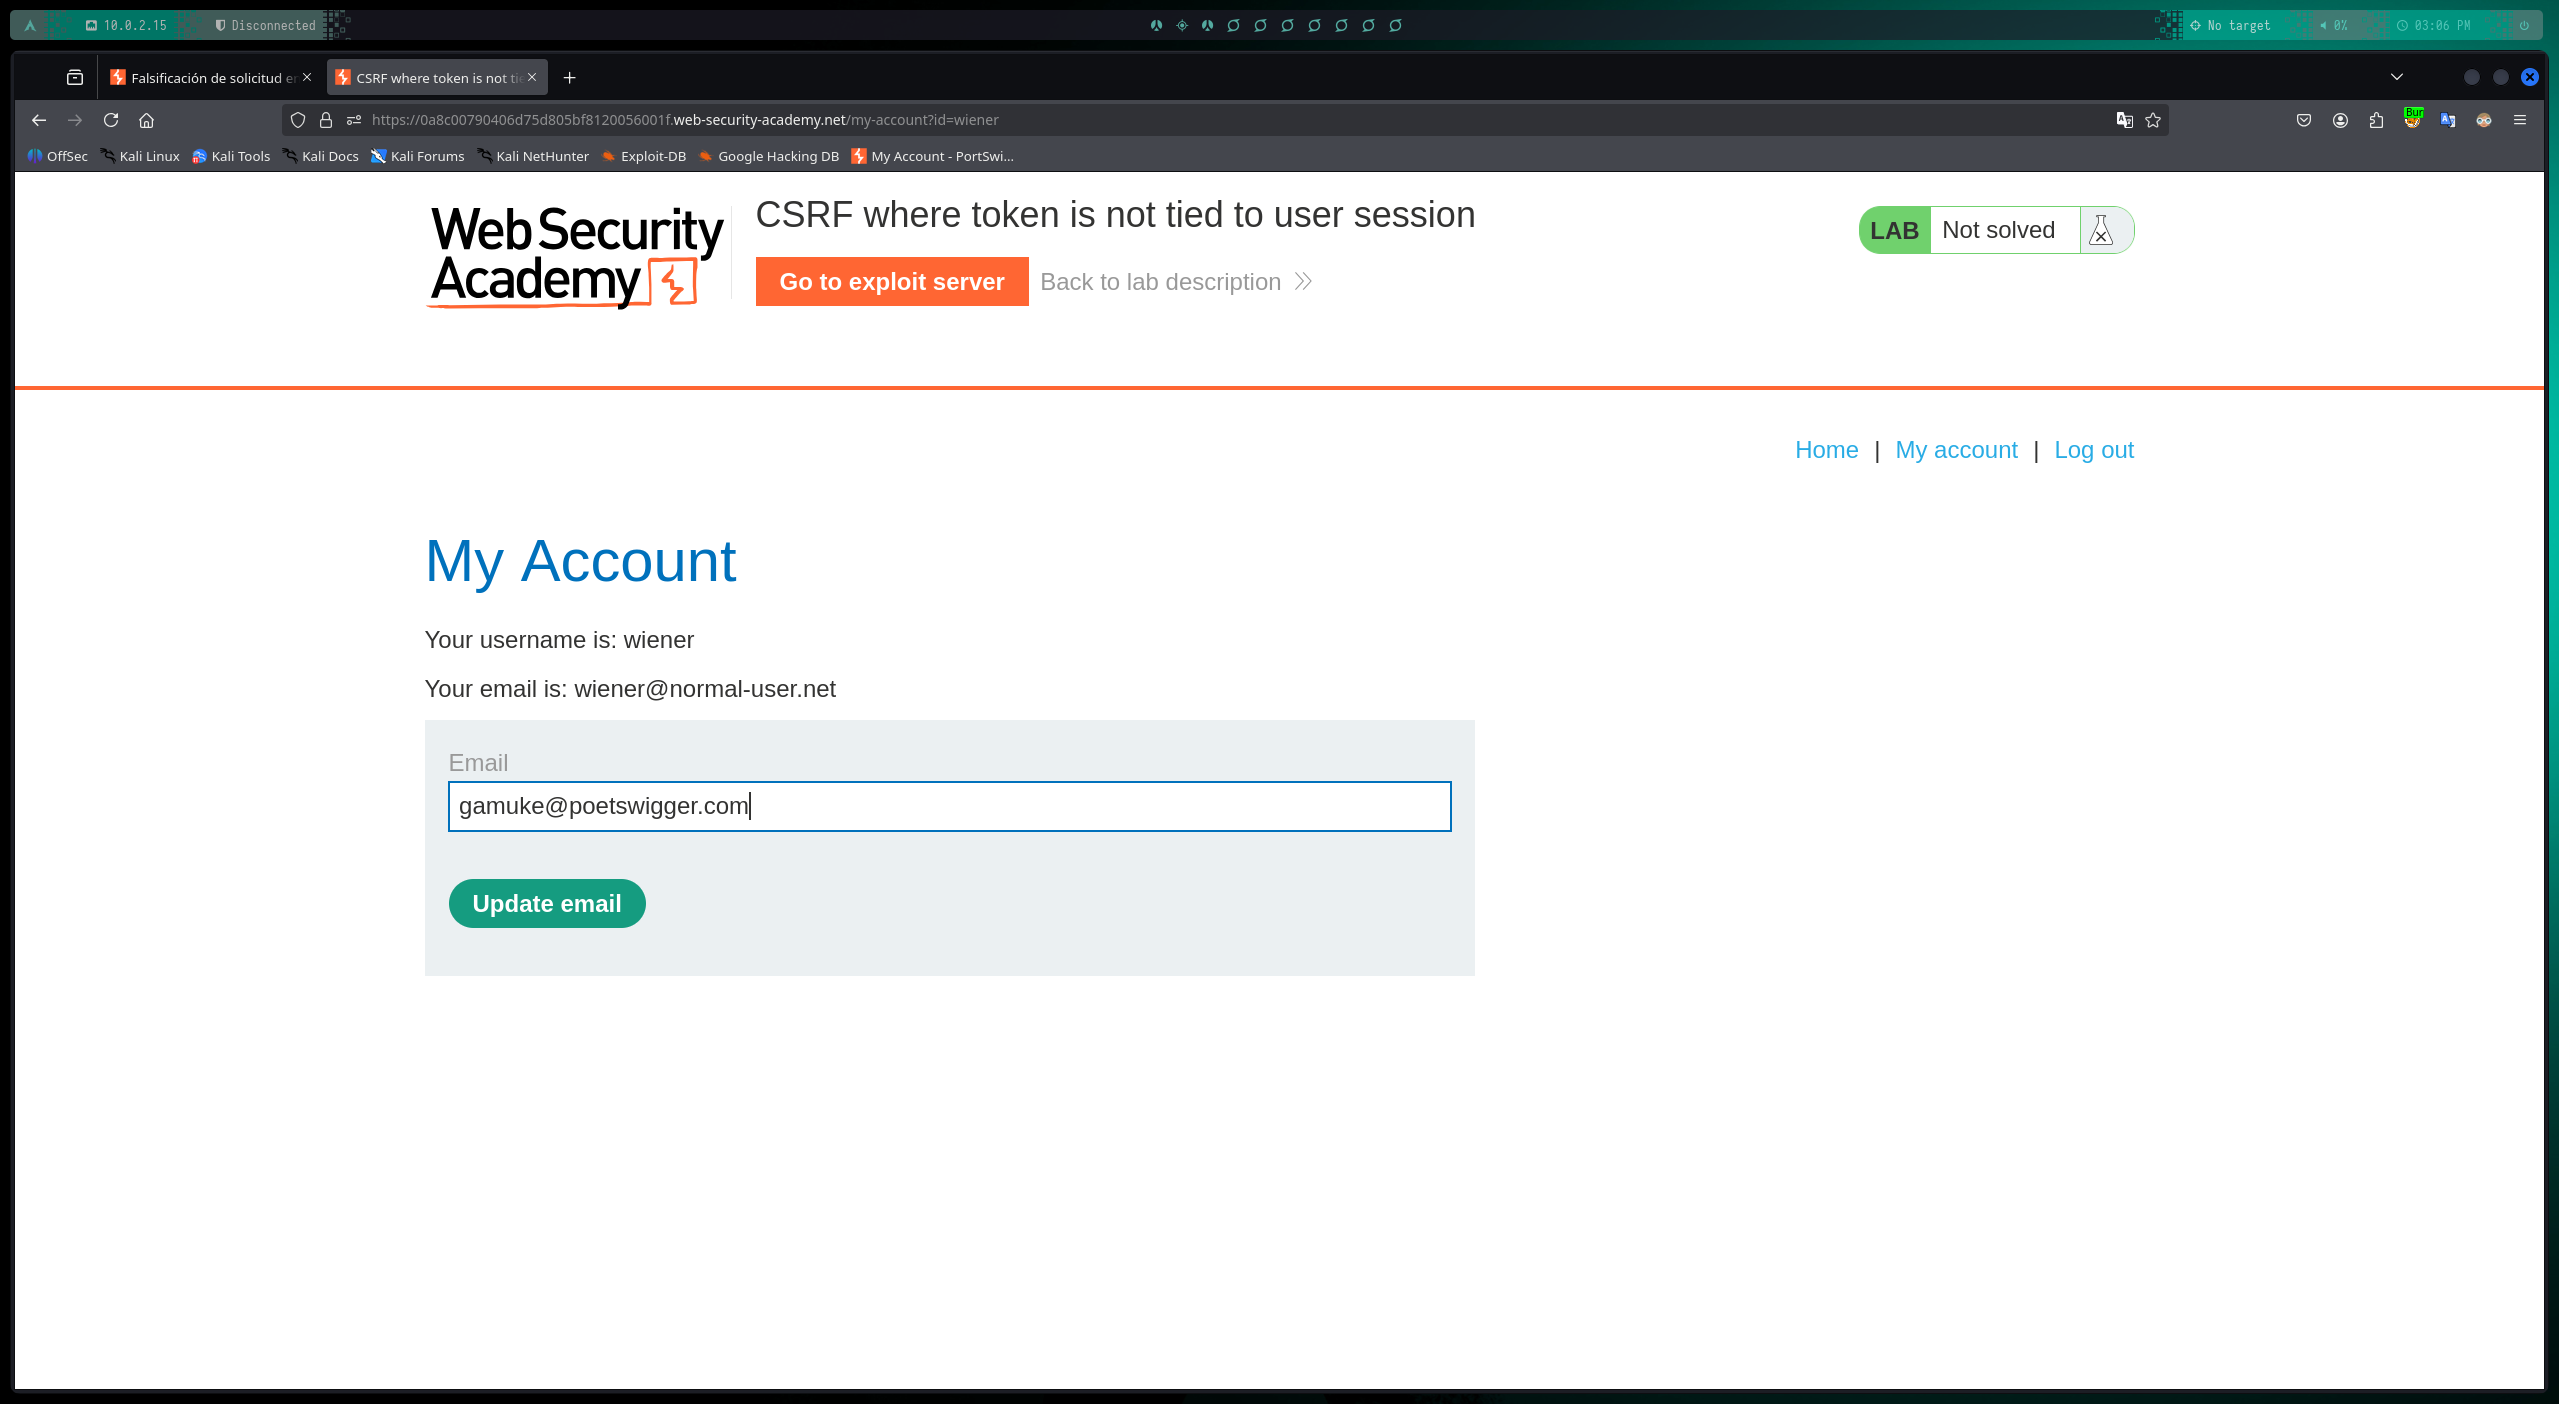 10.0.2.15 Disconnected No target 0% 03:06 PM
Falsificación de solicitud en CSRF where token is not tie
https://0a8c00790406d75d805bf8120056001f.web-security-academy.net/my-account?id=wiener Bur
OffSec Kali Linux Kali Tools Kali Docs Kali Forums Kali NetHunter Exploit-DB Google Hacking DB My Account - PortSwi...
WebSecurity
Academy
CSRF where token is not tied to user session
Go to exploit server Back to lab description
LAB Not solved
Home | My account | Log out
My Account
Your username is: wiener
Your email is: wiener@normal-user.net
Email
gamuke@poetswigger.com
Update email